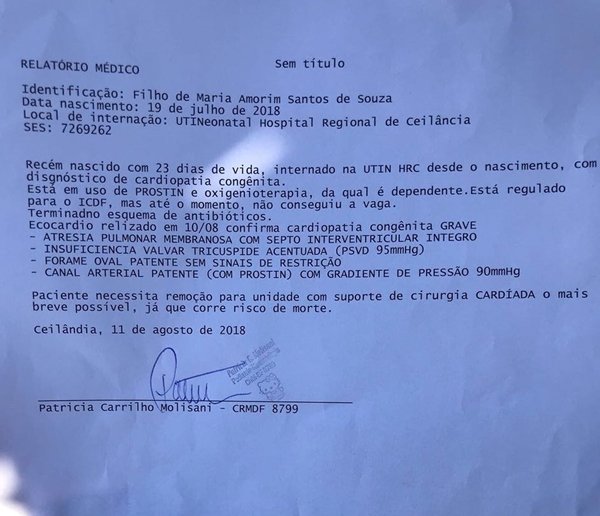 Sem título
RELATÓRIO MÉDICO
Identificação: Filho de Maria Amorim Santos de Souza
Data nascimento: 19 de julho de 2018
Local de internação: UTINeonatal Hospital Regional de Ceilância
SES: 7269262
Recém nascido com 23 dias de vida, internado na UTIN HRC desde o nascimento, com
disgnóstico de cardiopatia congênita.
Está em uso de PROSTIN e oxigenioterapia, da qual é dependente.Está regulado
para o ICDF, mas até o momento, não conseguiu a vaga.
Terminadno esquema de antibióticos.
Ecocardio relizado em 10/08 confirma cardiopatia congênita GRAVE
- ATRESIA PULMONAR MEMBRANOSA COM SEPTO INTERVENTRICULAR INTEGRO
- INSUFICIENCIA VALVAR TRICUSPIDE ACENTUADA (PSVD 95mmHg)
- FORAME OVAL PATENTE SEM SINAIS DE RESTRIÇÃO
- CANAL ARTERIAL PATENTE (COM PROSTIN) COM GRADIENTE DE PRESSÃO 90mmHg
Paciente necessita remoção para unidade com suporte de cirurgia CARDÍADA o mais
breve possível, já que corre risco de morte.
Ceilândia, 11 de agosto de 2018
Patricia Carrilho Molisani - CRMDF 8799